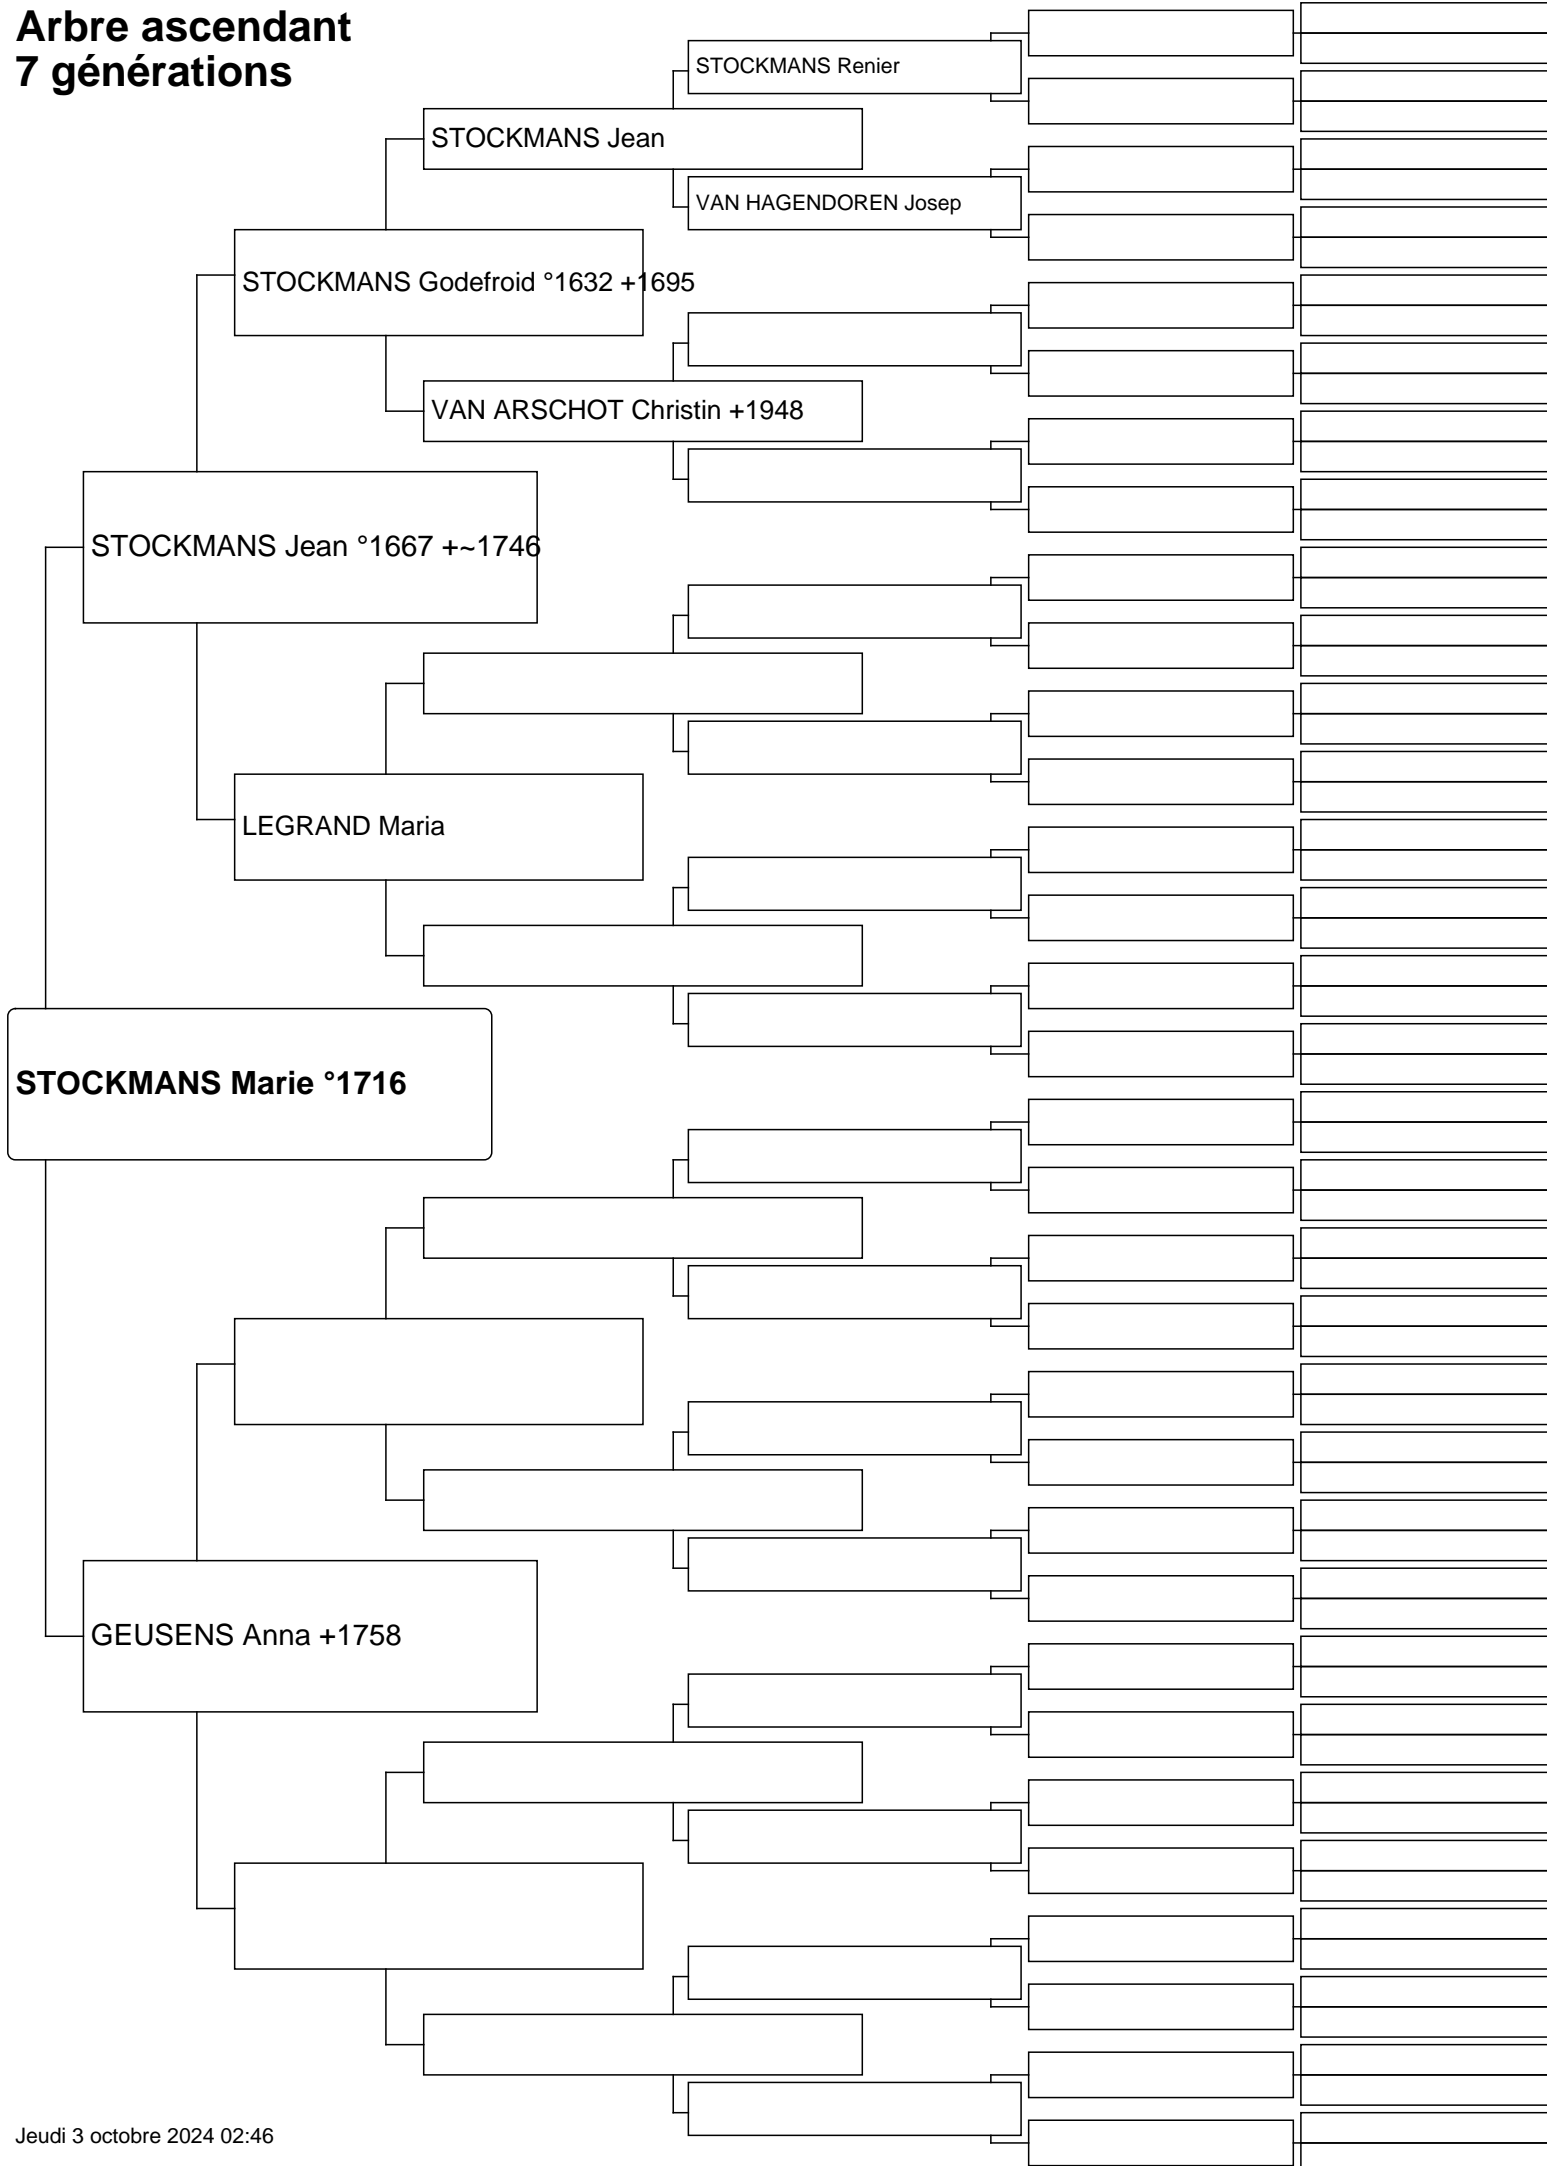 Arbre ascendant
7 générations
STOCKMANS Renier
STOCKMANS Jean
VAN HAGENDOREN Josep
STOCKMANS Godefroid °1632 +1695
VAN ARSCHOT Christin +1948
STOCKMANS Jean °1667 +~1746
LEGRAND Maria
STOCKMANS Marie °1716
GEUSENS Anna +1758
Jeudi 3 octobre 2024 02:46